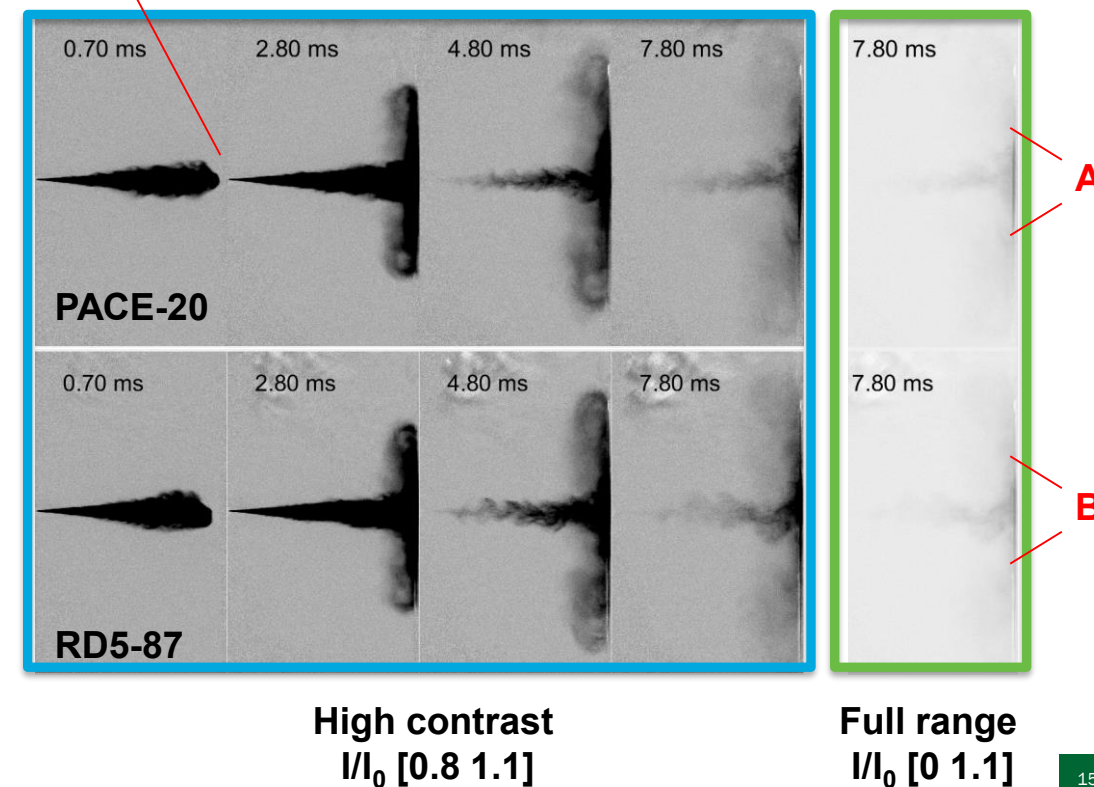 0.70 ms 2.80 ms 4.80 ms 7.80 ms 7.80 ms
A
PACE-20
0.70 ms 2.80 ms 4.80 ms 7.80 ms 7.80 ms
B
RD5-87
High contrast Full range
I/I₀ [0.8 1.1] I/I₀ [0 1.1]
15